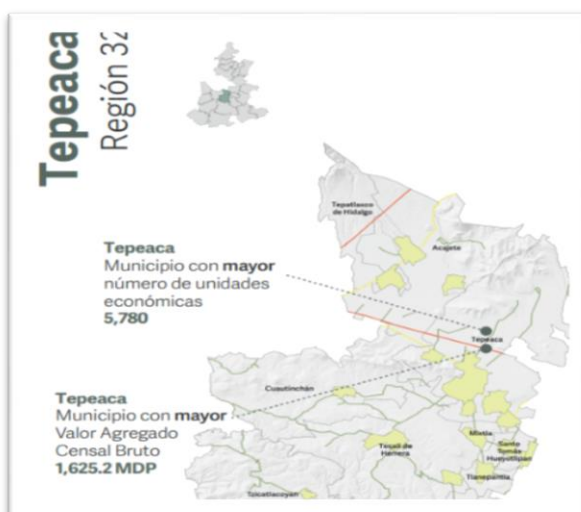 Tepeaca
Región 32
Tepatlaxco
de Hidalgo
Acajete
Tepeaca
Municipio con mayor
número de unidades
económicas
5,780
Tepeaca
Cuautinchán
Tepeaca
Municipio con mayor
Valor Agregado
Censal Bruto
1,625.2 MDP
Mixtla
Santo
Tomás
Hueyotlipan
Tecali de
Herrera
Tlanepantla
Tzicatlacoyan